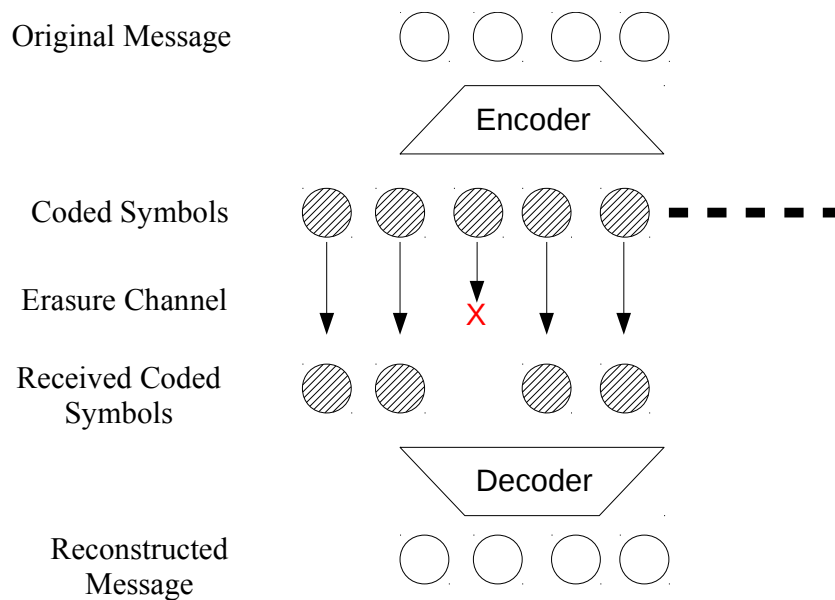 Original Message
Encoder
Coded Symbols
Erasure Channel
X
Received Coded
Symbols
Decoder
Reconstructed
Message